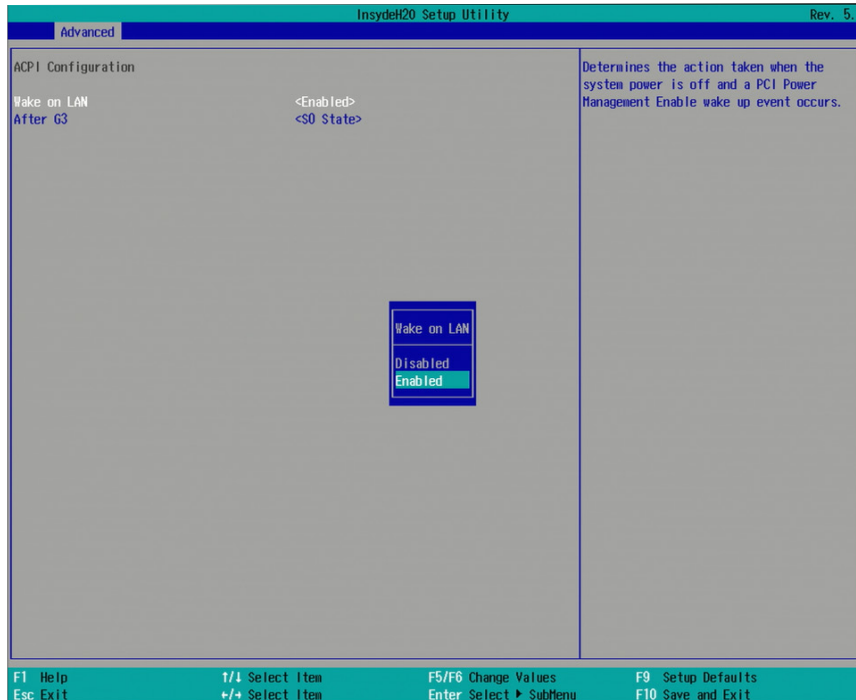 InsydeH2O Setup Utility Rev. 5.
Advanced
ACPI Configuration
Wake on LAN <Enabled>
After G3 <S0 State>
Determines the action taken when the
system power is off and a PCI Power
Management Enable wake up event occurs.
Wake on LAN
Disabled
Enabled
F1 Help ↑/↓ Select Item F5/F6 Change Values F9 Setup Defaults
Esc Exit ←/→ Select Item Enter Select ▶ SubMenu F10 Save and Exit